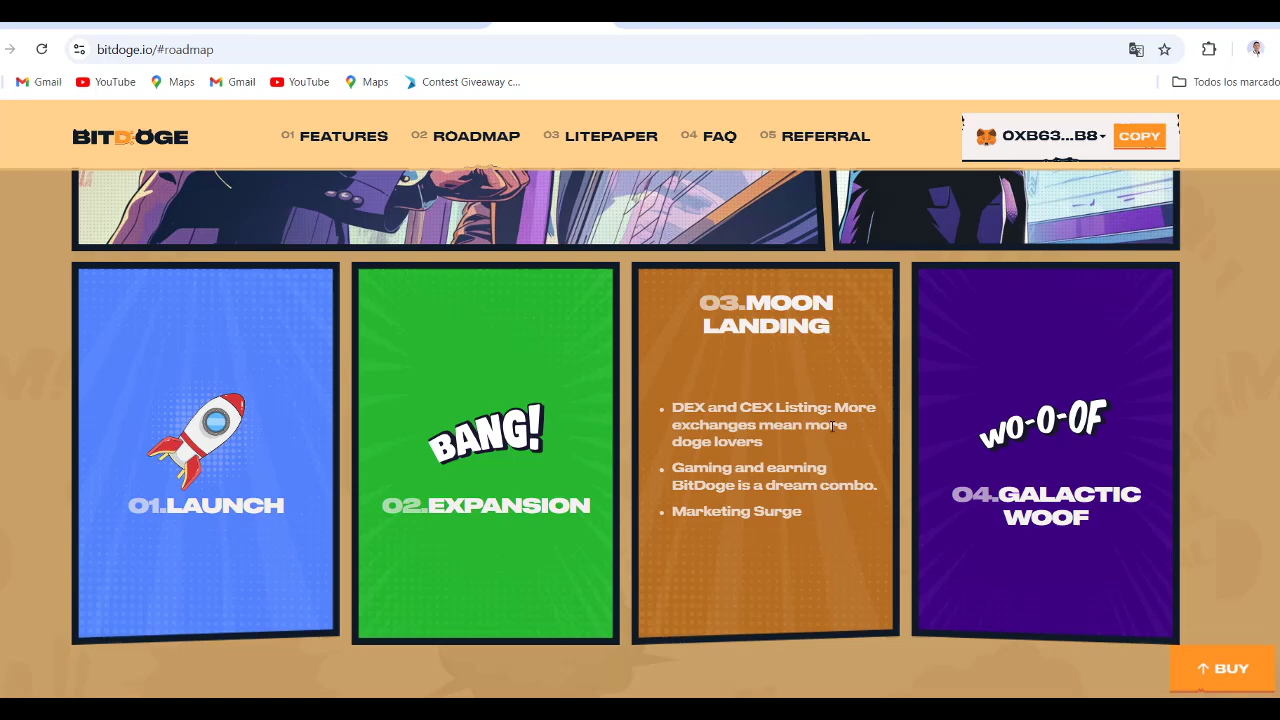 bitdoge.io/#roadmap
Gmail YouTube Maps Gmail YouTube Maps Contest Giveaway c... Todos los marcado
BITDOGE
01 FEATURES 02 ROADMAP 03 LITEPAPER 04 FAQ 05 REFERRAL
0XB63...B8 COPY
01.LAUNCH
BANG!
02.EXPANSION
03.MOON
LANDING
• DEX and CEX Listing: More
exchanges mean more
doge lovers
• Gaming and earning
BitDoge is a dream combo.
• Marketing Surge
WO-O-OF
04.GALACTIC
WOOF
↑ BUY